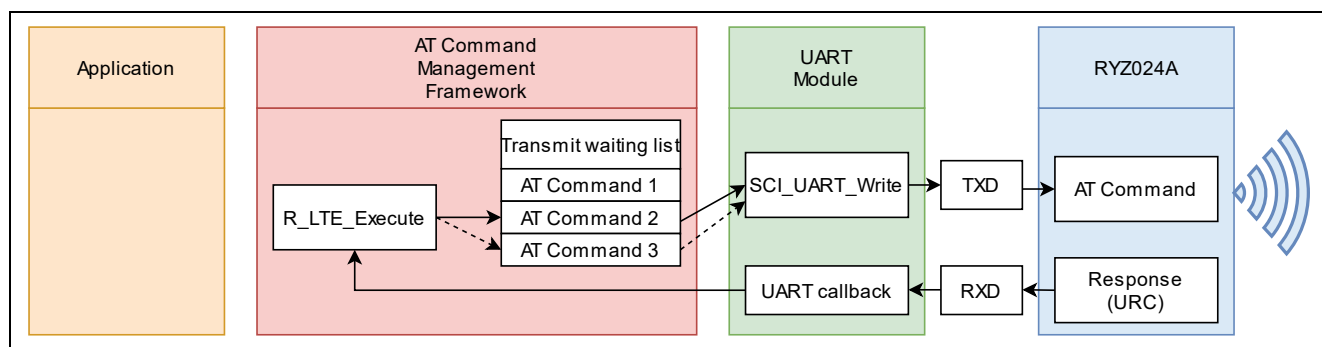 Application
AT Command
Management
Framework
UART
Module
RYZ024A
Transmit waiting list
AT Command 1
AT Command 2
AT Command 3
R_LTE_Execute
SCI_UART_Write
TXD
AT Command
UART callback
RXD
Response
(URC)